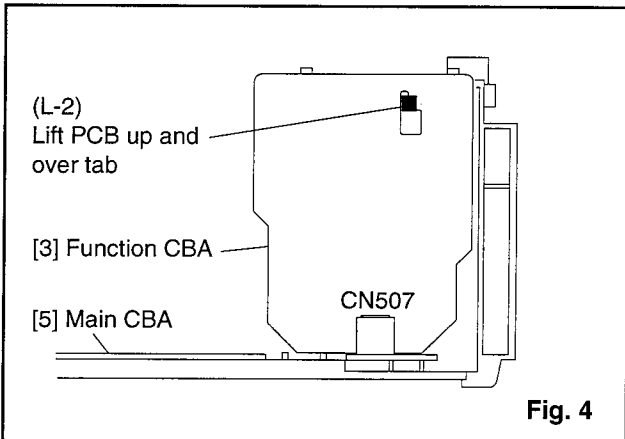 (L-2)
Lift PCB up and
over tab
[3] Function CBA
CN507
[5] Main CBA
Fig. 4